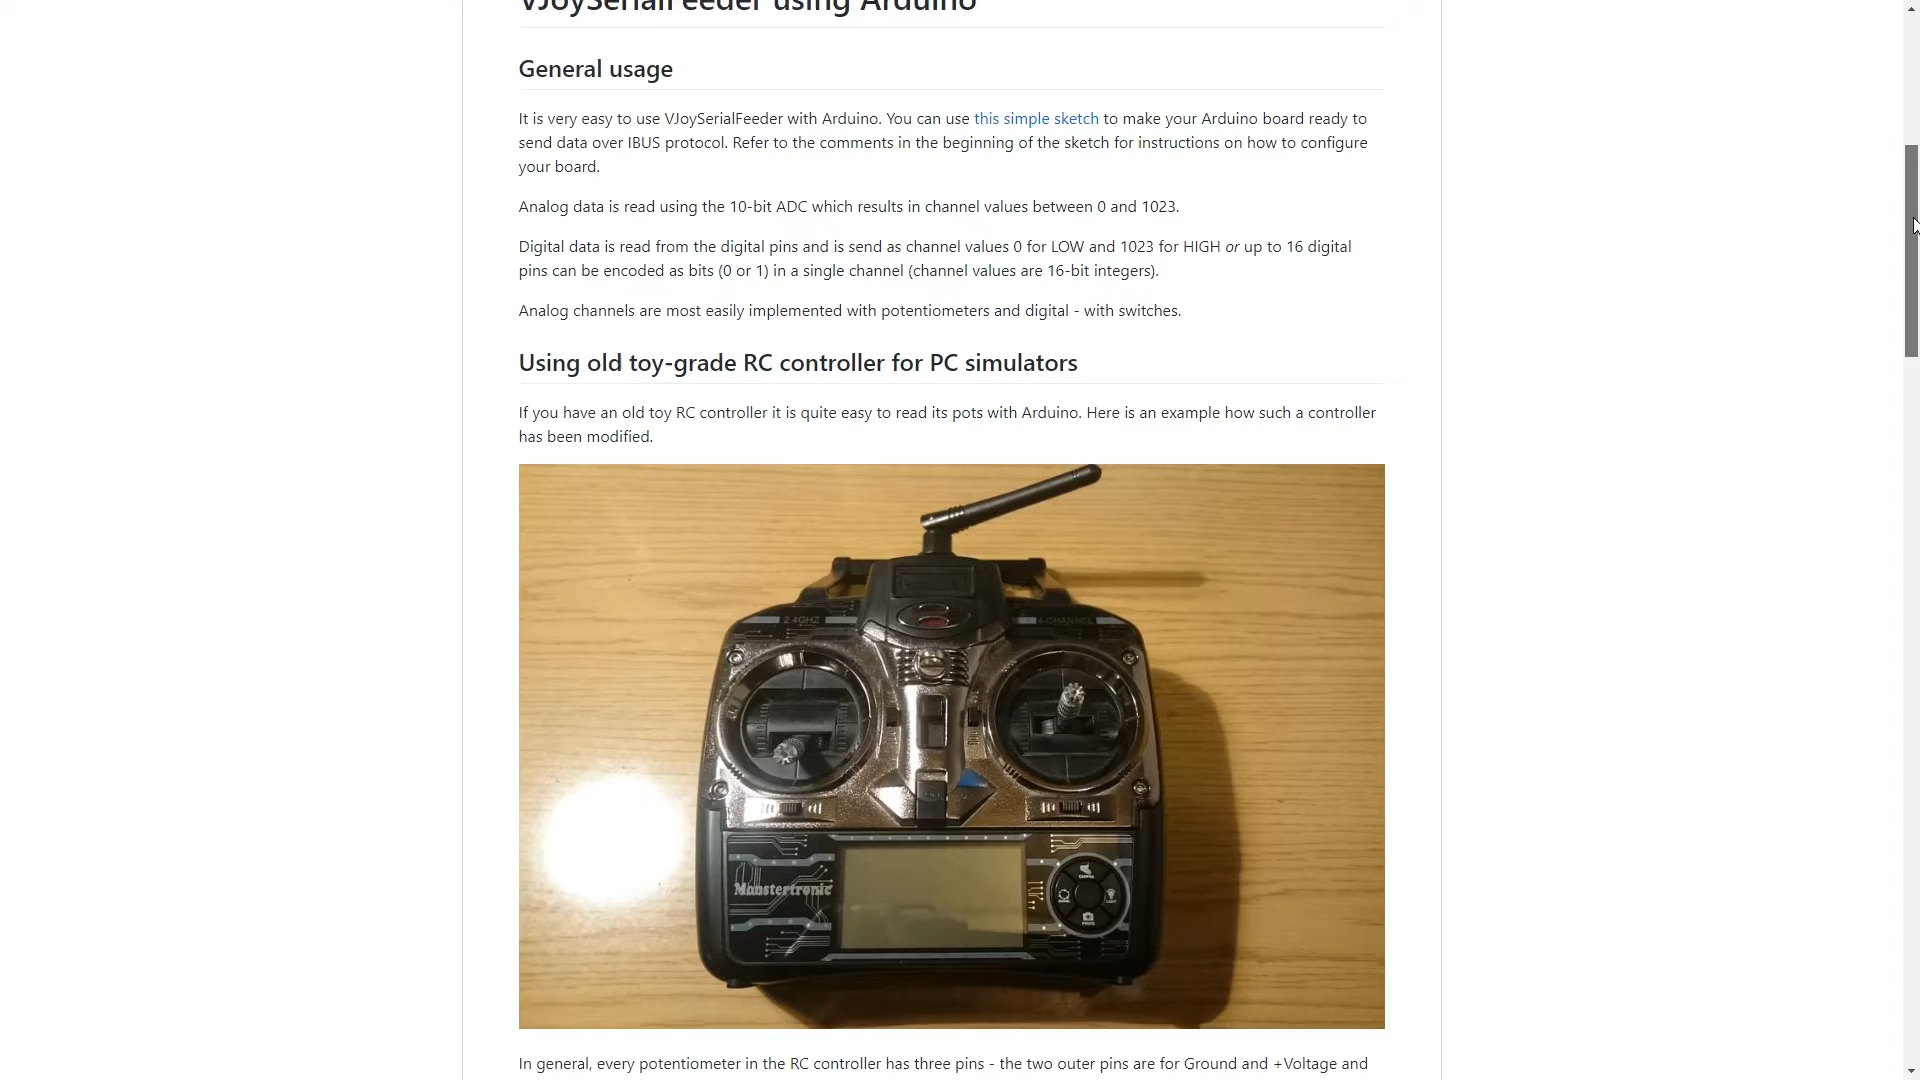 VJoySerialFeeder using Arduino
General usage
It is very easy to use VJoySerialFeeder with Arduino. You can use this simple sketch to make your Arduino board ready to
send data over IBUS protocol. Refer to the comments in the beginning of the sketch for instructions on how to configure
your board.
Analog data is read using the 10-bit ADC which results in channel values between 0 and 1023.
Digital data is read from the digital pins and is send as channel values 0 for LOW and 1023 for HIGH or up to 16 digital
pins can be encoded as bits (0 or 1) in a single channel (channel values are 16-bit integers).
Analog channels are most easily implemented with potentiometers and digital - with switches.
Using old toy-grade RC controller for PC simulators
If you have an old toy RC controller it is quite easy to read its pots with Arduino. Here is an example how such a controller
has been modified.
2.4GHZ
4-CHANNEL
Monstertronic
CAMERA
LIGHT
PHOTO
In general, every potentiometer in the RC controller has three pins - the two outer pins are for Ground and +Voltage and